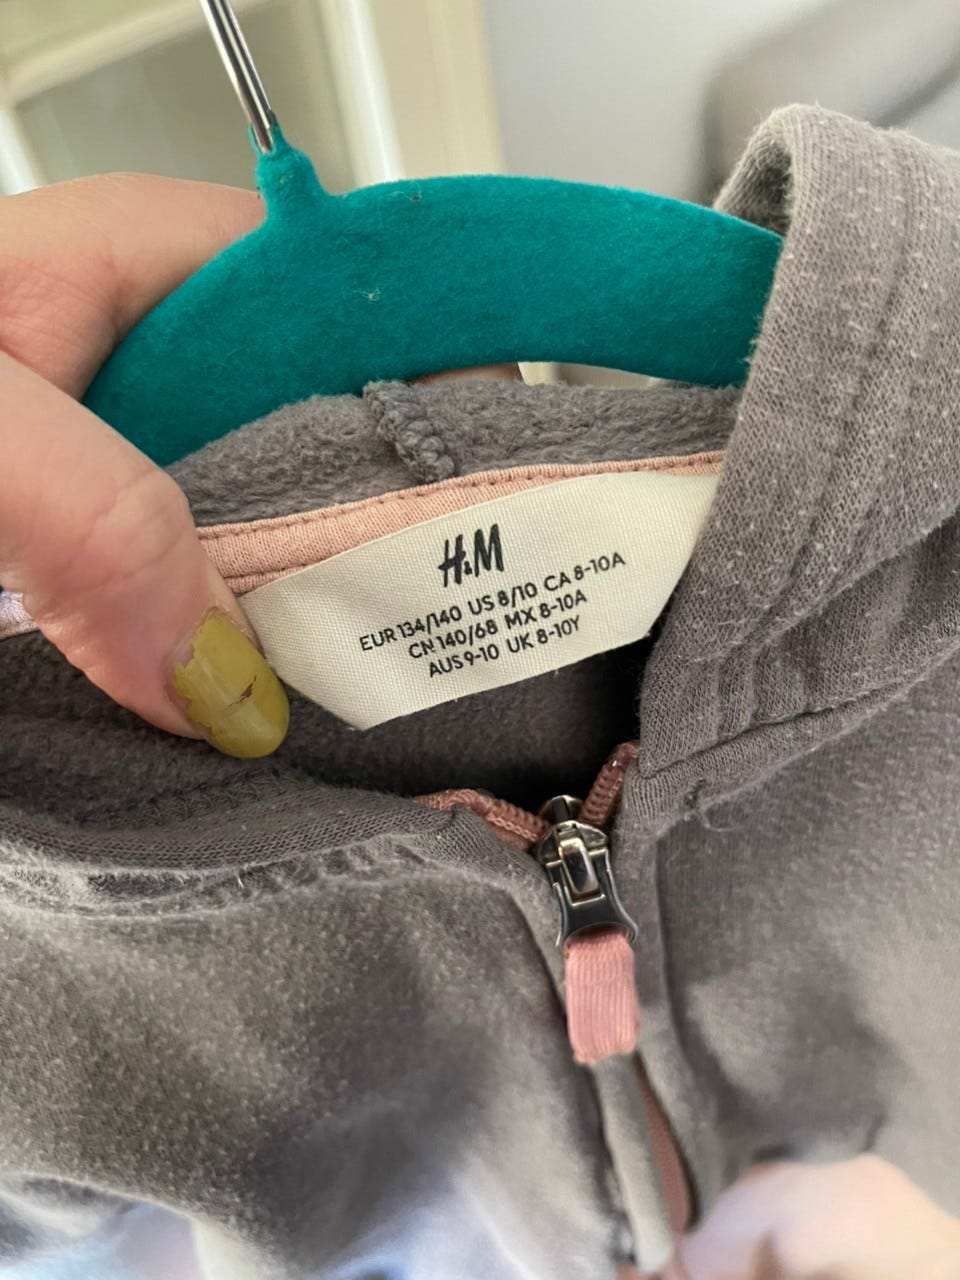 H&M
EUR 134/140 US 8/10 CA 8-10A
CN 140/68 MX 8-10A
AUS 9-10 UK 8-10Y